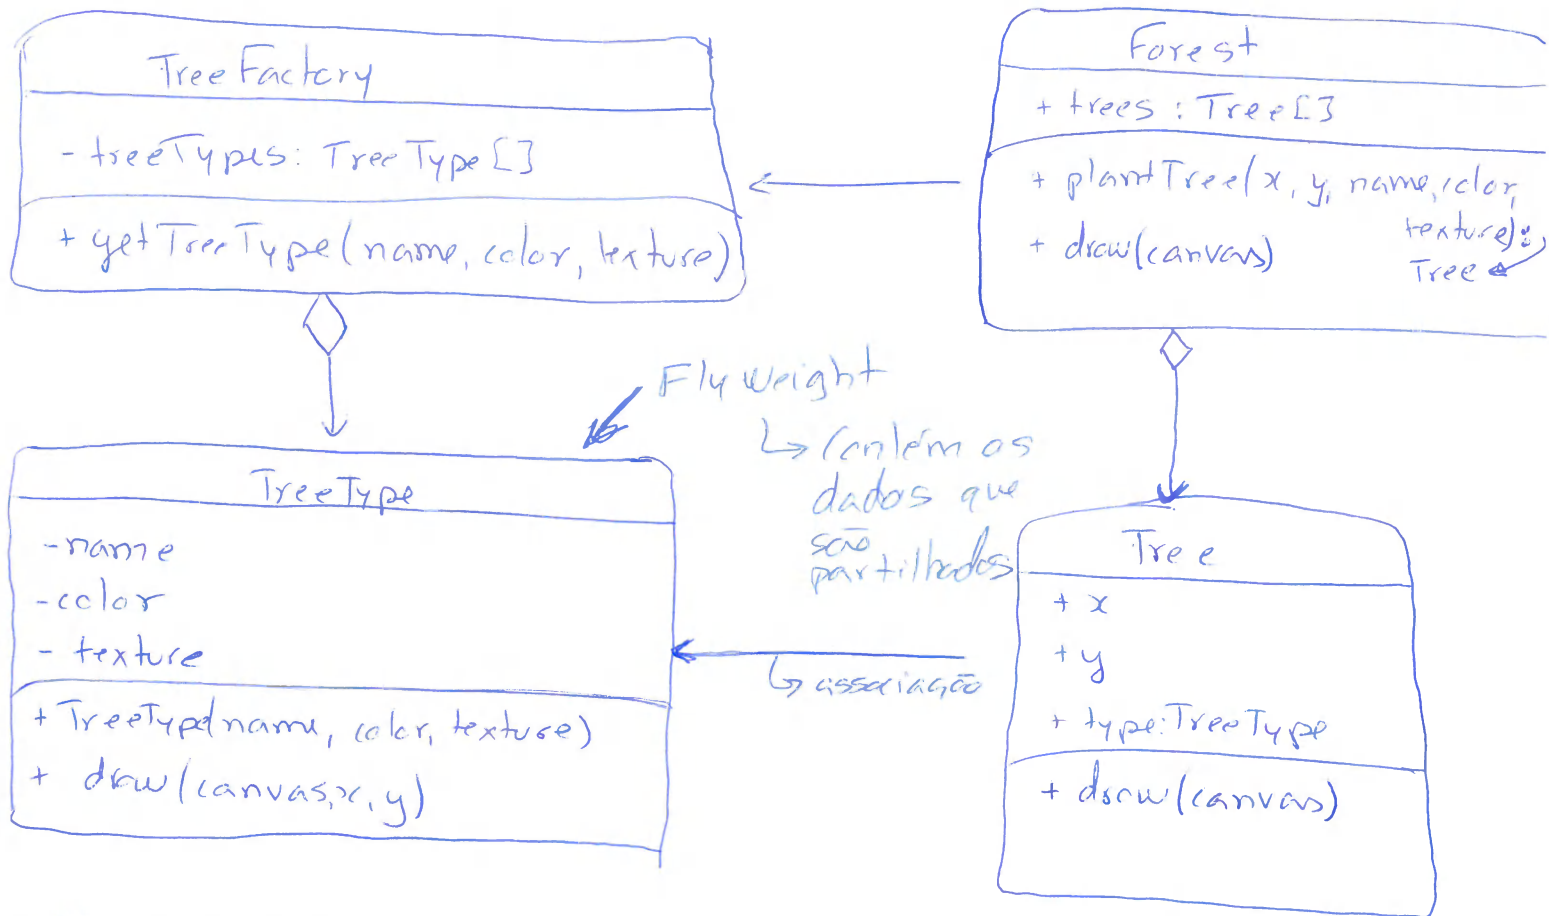 TreeFactory
- treeTypes: TreeType[]
+ getTreeType(name, color, texture)
Forest
+ trees : Tree[]
+ plantTree(x, y, name, color,
texture):
Tree
+ draw(canvas)
Flyweight
↳ Contém os
dados que
são
partilhados
TreeType
- name
- color
- texture
+ TreeType(name, color, texture)
+ draw(canvas, x, y)
↳ associação
Tree
+ x
+ y
+ type: TreeType
+ draw(canvas)